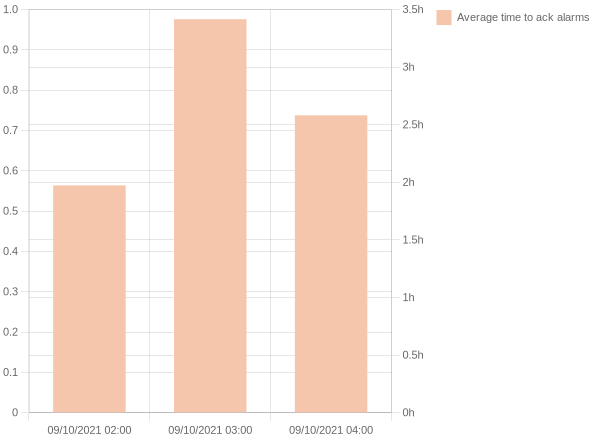 1.0
0.9
0.8
0.7
0.6
0.5
0.4
0.3
0.2
0.1
0
3.5h
3h
2.5h
2h
1.5h
1h
0.5h
0h
Average time to ack alarms
09/10/2021 02:00
09/10/2021 03:00
09/10/2021 04:00